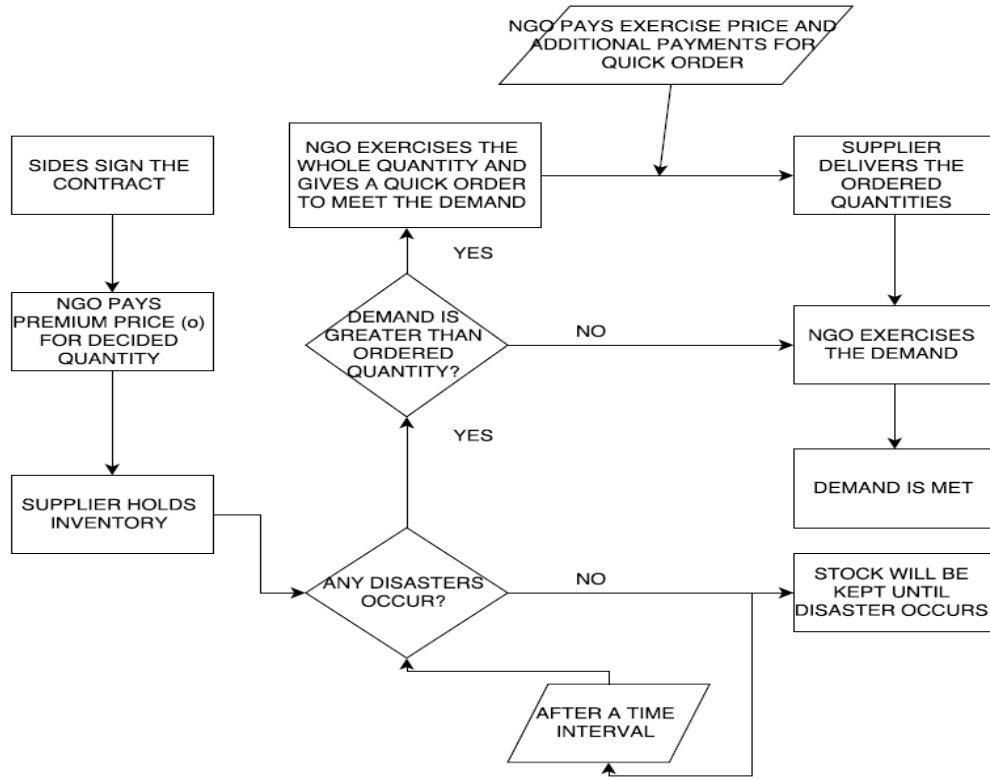 NGO PAYS EXERCISE PRICE AND
ADDITIONAL PAYMENTS FOR
QUICK ORDER
SIDES SIGN THE
CONTRACT
NGO EXERCISES THE
WHOLE QUANTITY AND
GIVES A QUICK ORDER
TO MEET THE DEMAND
SUPPLIER
DELIVERS THE
ORDERED
QUANTITIES
YES
NGO PAYS
PREMIUM PRICE (o)
FOR DECIDED
QUANTITY
DEMAND IS
GREATER THAN
ORDERED
QUANTITY?
NO
NGO EXERCISES
THE DEMAND
YES
SUPPLIER HOLDS
INVENTORY
DEMAND IS MET
ANY DISASTERS
OCCUR?
NO
STOCK WILL BE
KEPT UNTIL
DISASTER OCCURS
AFTER A TIME
INTERVAL